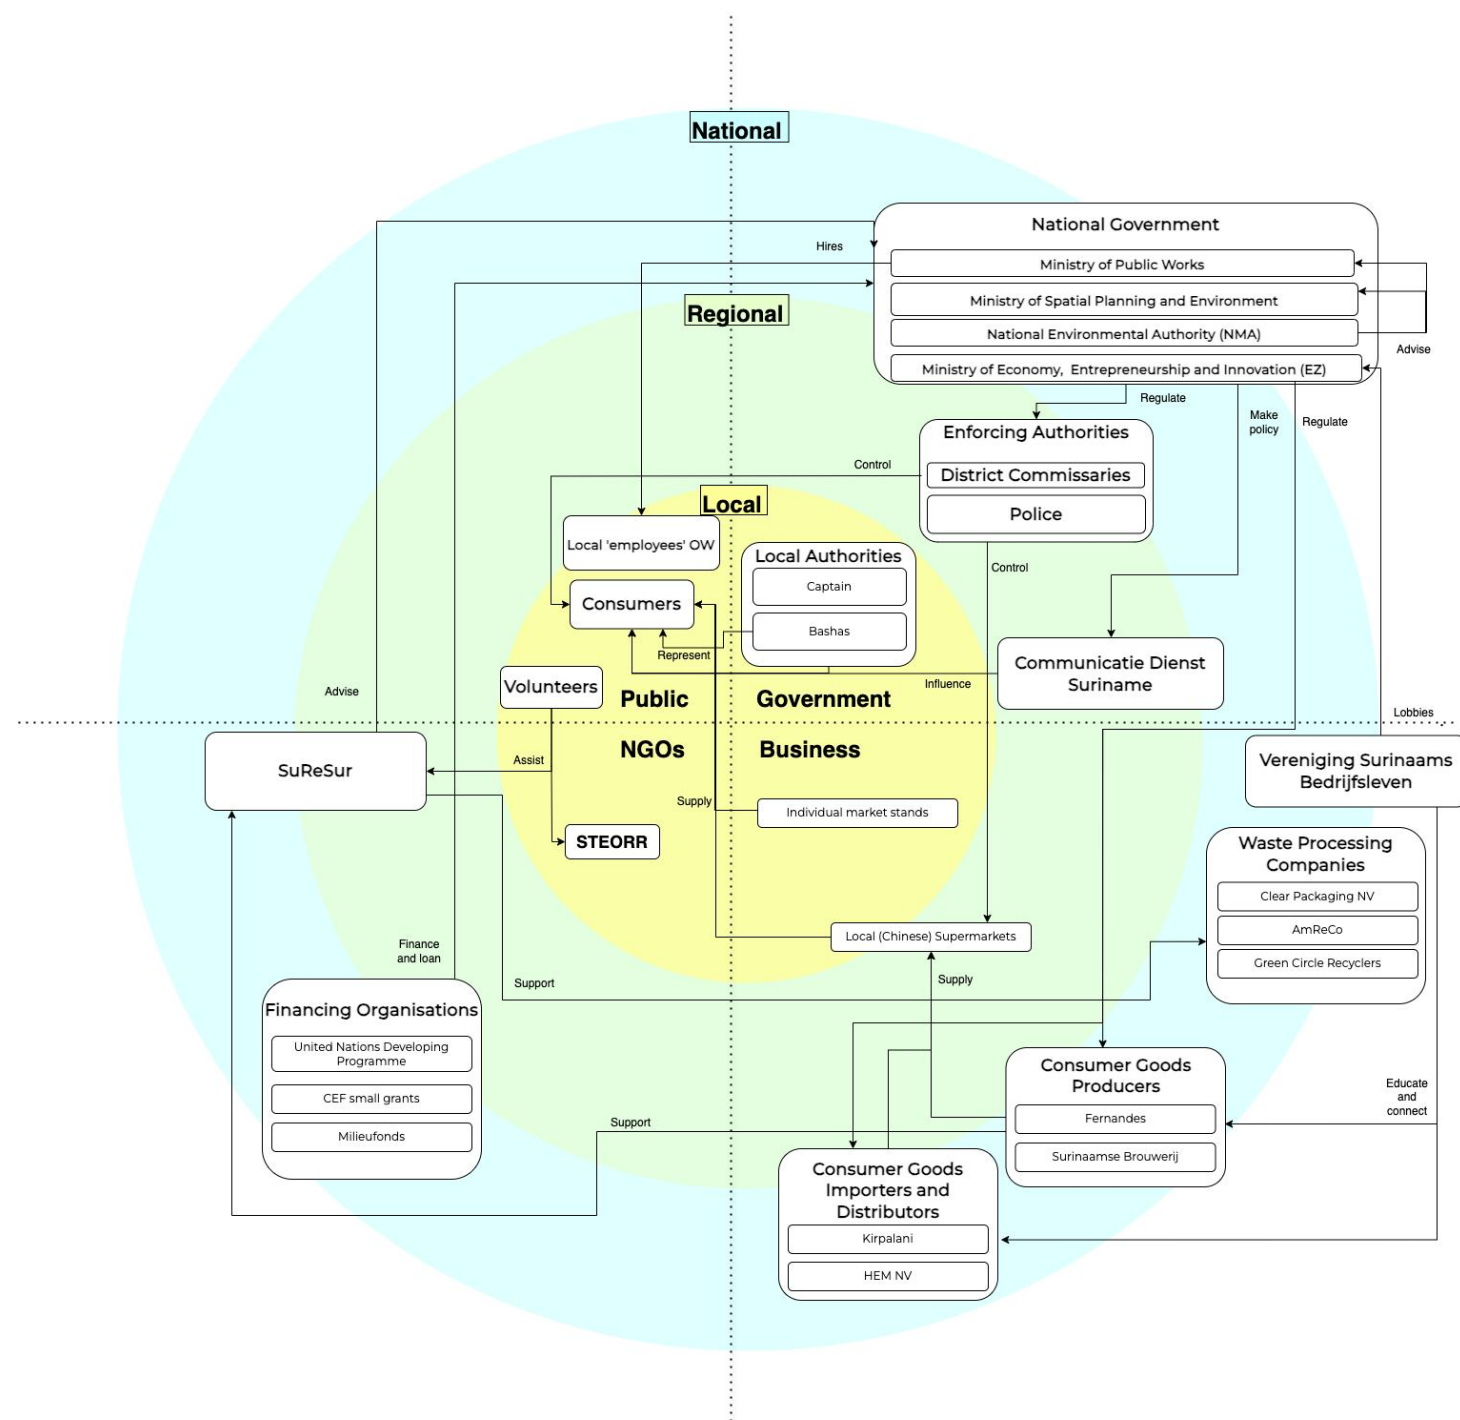 National
National Government
Hires
Ministry of Public Works
Regional
Ministry of Spatial Planning and Environment
National Environmental Authority (NMA)
Advise
Ministry of Economy, Entrepreneurship and Innovation (EZ)
Regulate
Make
policy
Regulate
Enforcing Authorities
Control
District Commissaries
Police
Local
Local 'employees' OW
Local Authorities
Control
Captain
Consumers
Bashas
Represent
Communicatie Dienst
Suriname
Influence
Volunteers
Advise
Public
Government
Lobbies
NGOs
Business
SuReSur
Assist
Vereniging Surinaams
Bedrijfsleven
Supply
Individual market stands
STEORR
Waste Processing
Companies
Clear Packaging NV
AmReCo
Green Circle Recyclers
Local (Chinese) Supermarkets
Finance
and loan
Support
Supply
Financing Organisations
United Nations Developing
Programme
CEF small grants
Milieufonds
Consumer Goods
Producers
Fernandes
Surinaamse Brouwerij
Educate
and
connect
Support
Consumer Goods
Importers and
Distributors
Kirpalani
HEM NV